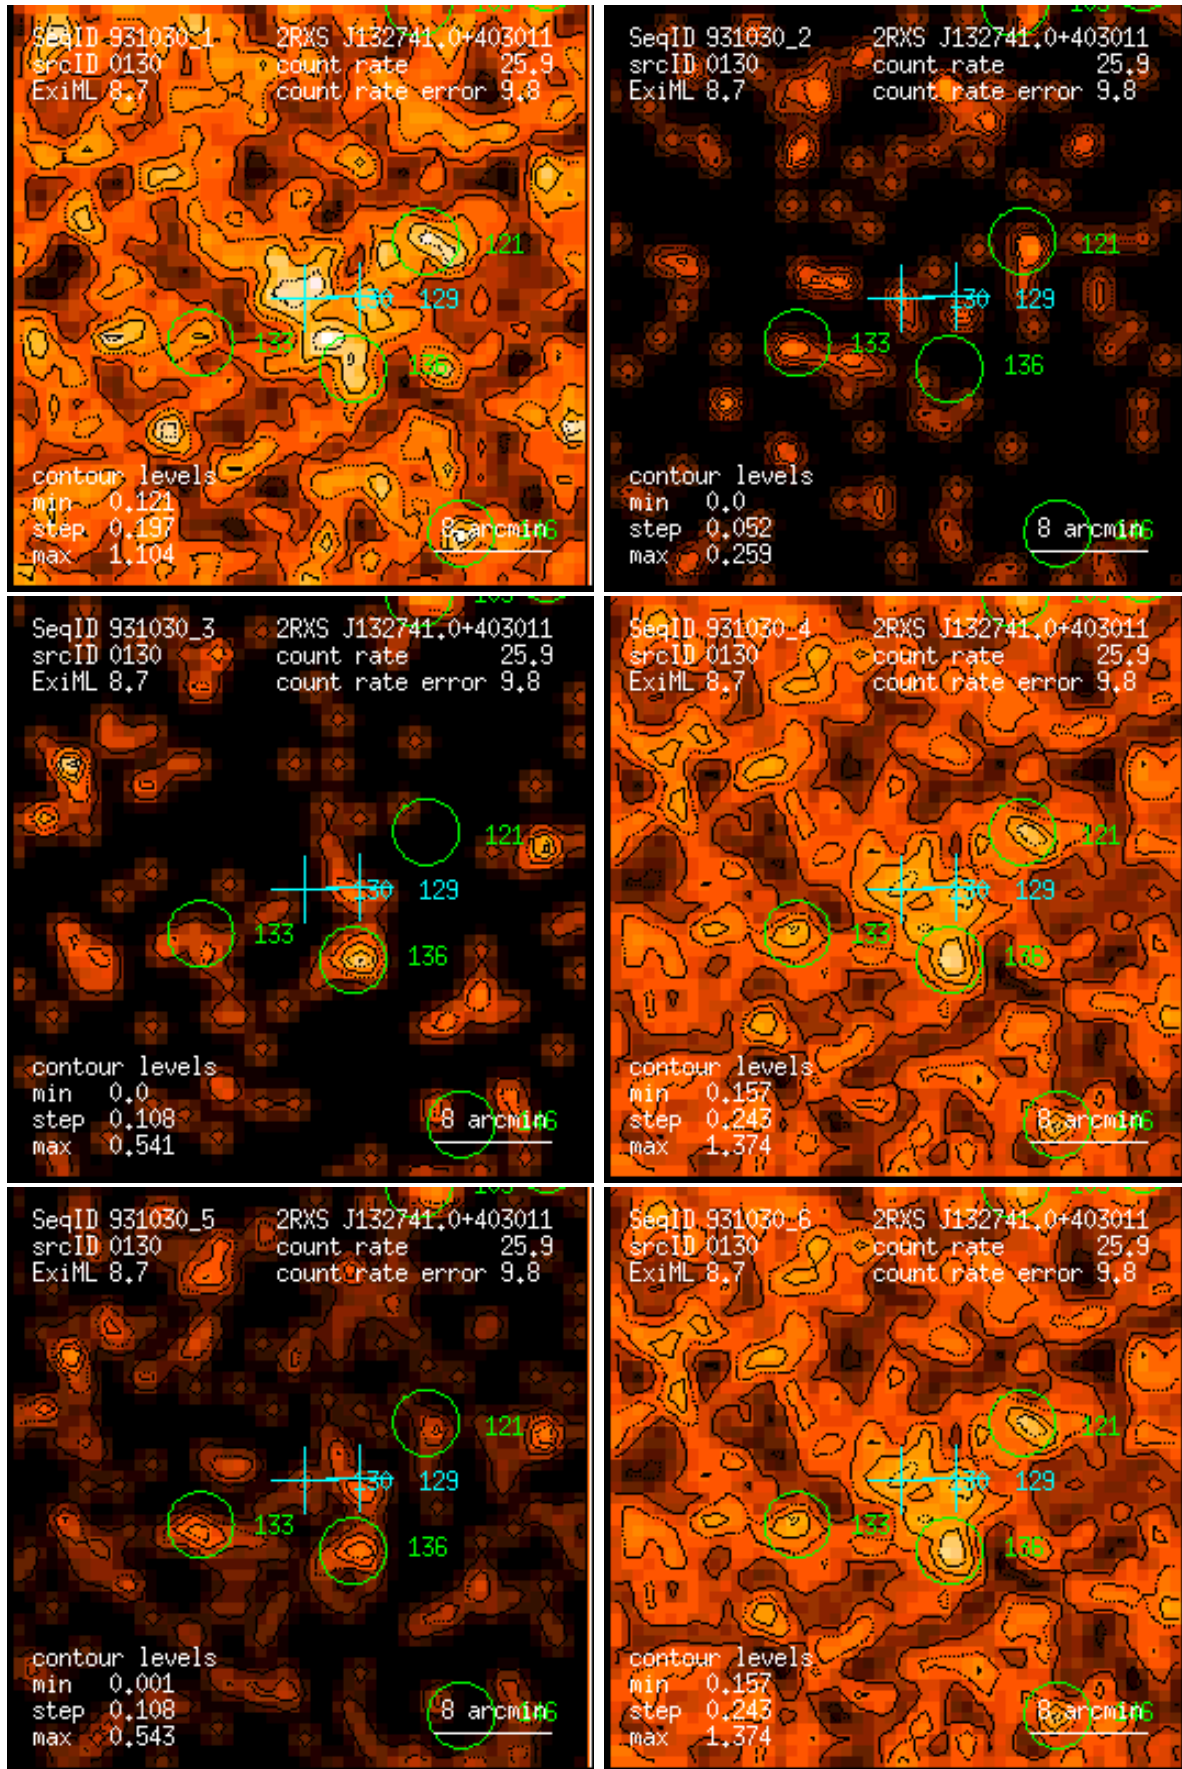 103
SeqID 931030_1 2RXS J132741.0+403011
srcID 0130 count rate 25.9
ExiML 8.7 count rate error 9.8
121
130 129
133
136
contour levels
min 0.121
step 0.197 8 arcmin 146
max 1.104
103
SeqID 931030_2 2RXS J132741.0+403011
srcID 0130 count rate 25.9
ExiML 8.7 count rate error 9.8
121
130 129
133
136
contour levels
min 0.0
step 0.052 8 arcmin 146
max 0.259
103
SeqID 931030_3 2RXS J132741.0+403011
srcID 0130 count rate 25.9
ExiML 8.7 count rate error 9.8
121
130 129
133
136
contour levels
min 0.0
step 0.108 8 arcmin 146
max 0.541
103
SeqID 931030_4 2RXS J132741.0+403011
srcID 0130 count rate 25.9
ExiML 8.7 count rate error 9.8
121
130 129
133
136
contour levels
min 0.157
step 0.243 8 arcmin 146
max 1.374
103
SeqID 931030_5 2RXS J132741.0+403011
srcID 0130 count rate 25.9
ExiML 8.7 count rate error 9.8
121
130 129
133
136
contour levels
min 0.001
step 0.108 8 arcmin 146
max 0.543
103
SeqID 931030_6 2RXS J132741.0+403011
srcID 0130 count rate 25.9
ExiML 8.7 count rate error 9.8
121
130 129
133
136
contour levels
min 0.157
step 0.243 8 arcmin 146
max 1.374